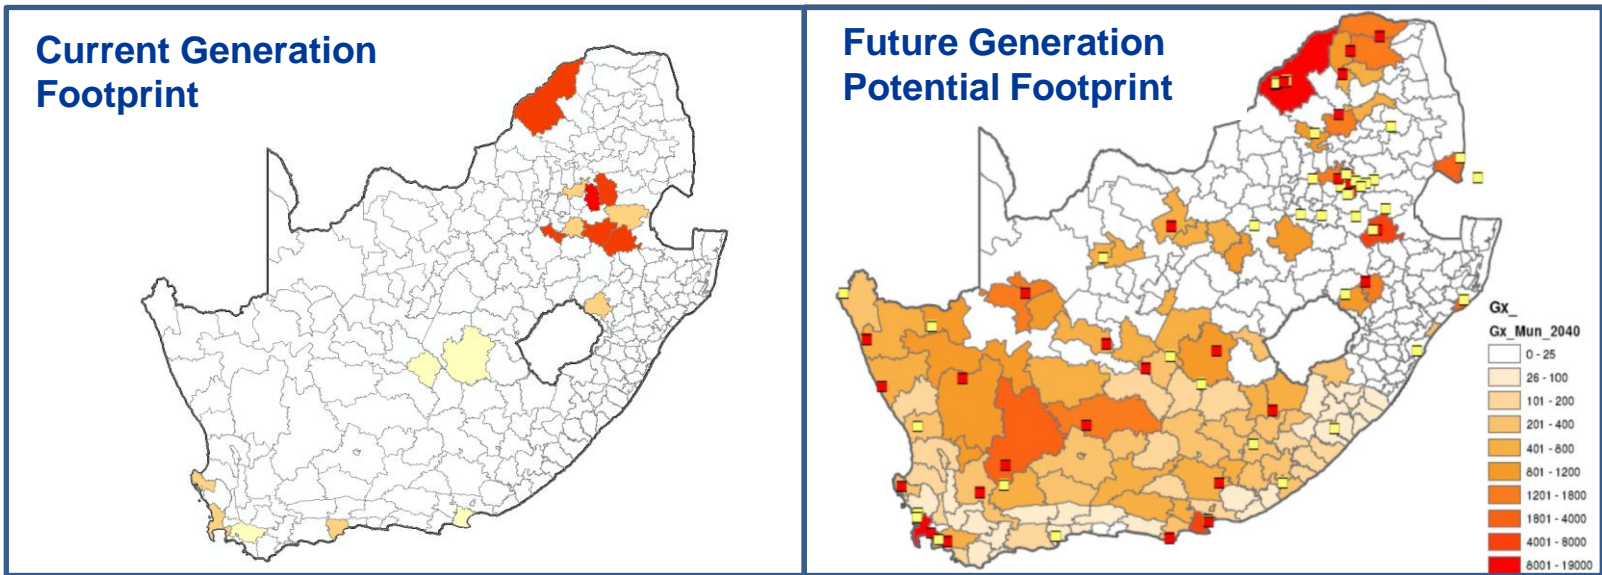 Current Generation
Footprint
Future Generation
Potential Footprint
Gx_
Gx_Mun_2040
0 - 25
26 - 100
101 - 200
201 - 400
401 - 800
801 - 1200
1201 - 1800
1801 - 4000
4001 - 8000
8001 - 19000